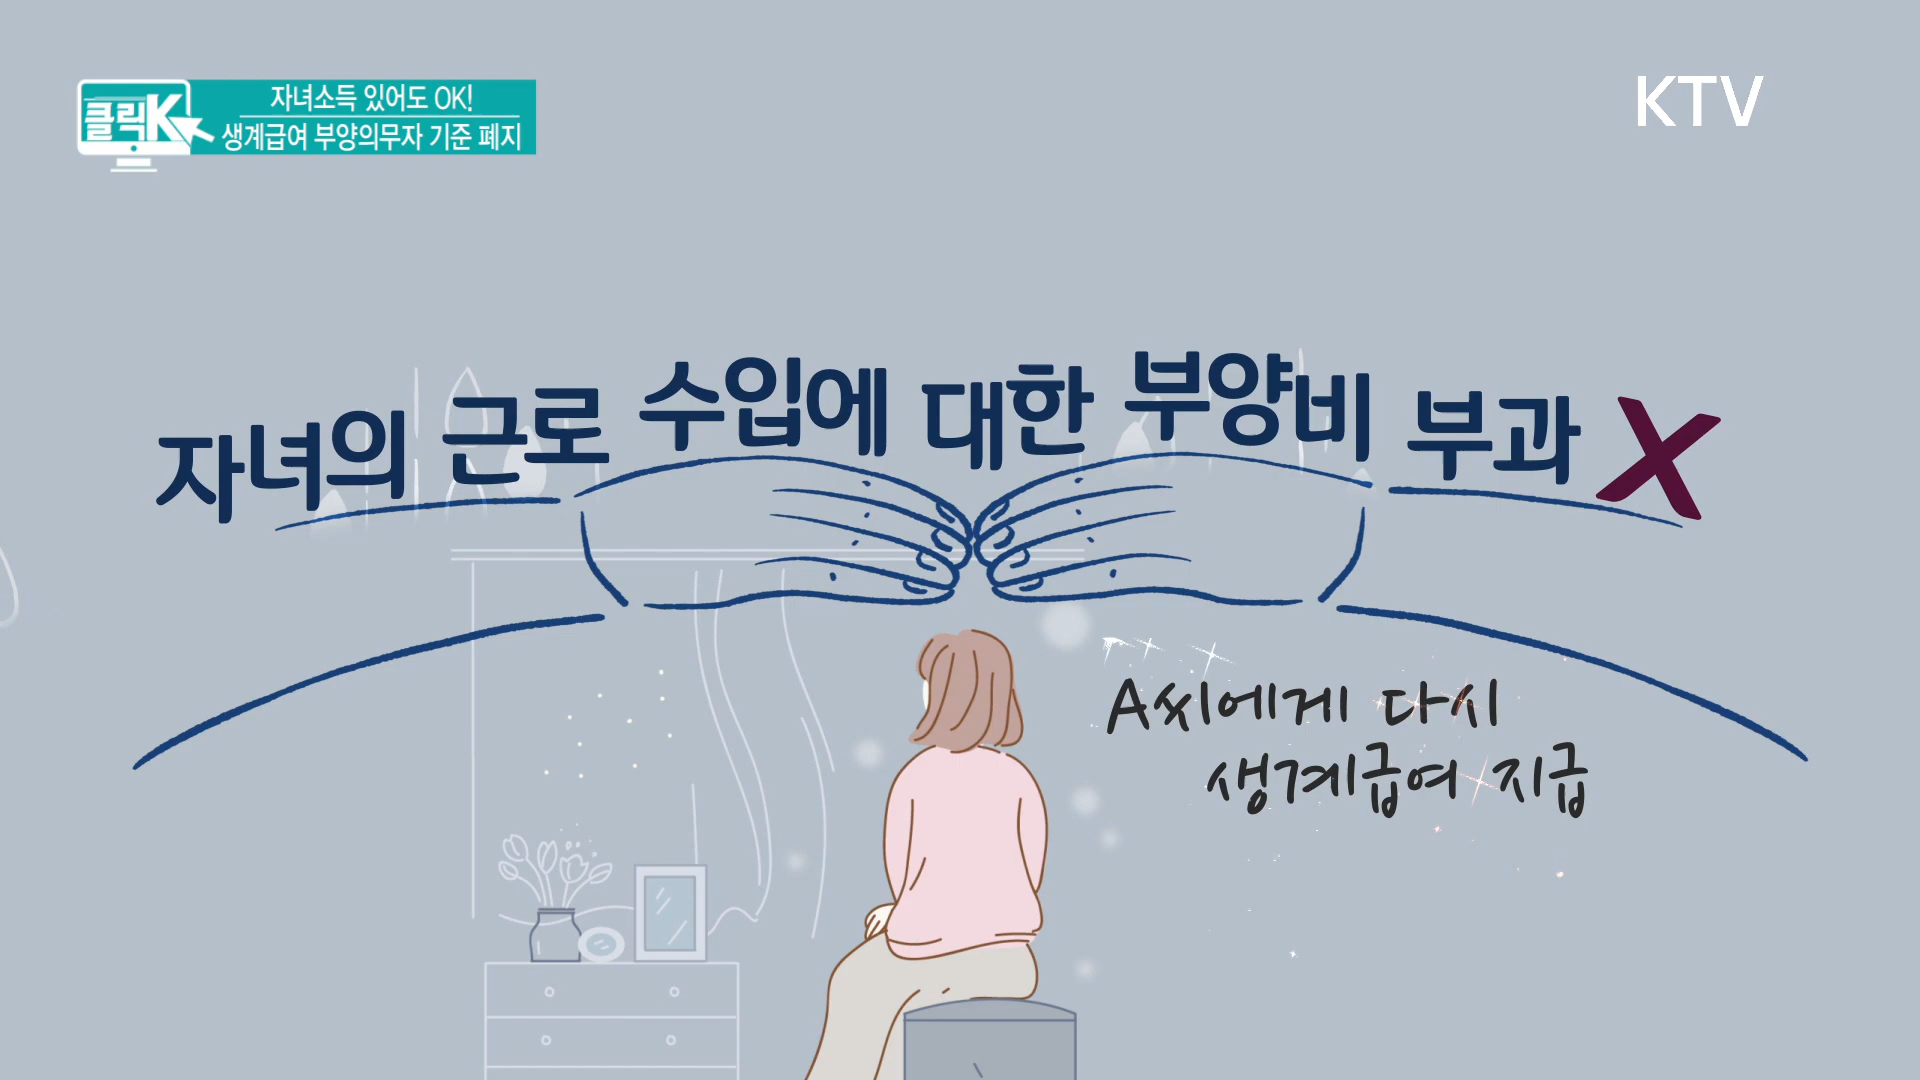 클릭K
자녀소득 있어도 OK!
생계급여 부양의무자 기준 폐지
KTV
자녀의 근로 수입에 대한 부양비 부과 X
A씨에게 다시
생계급여 지급